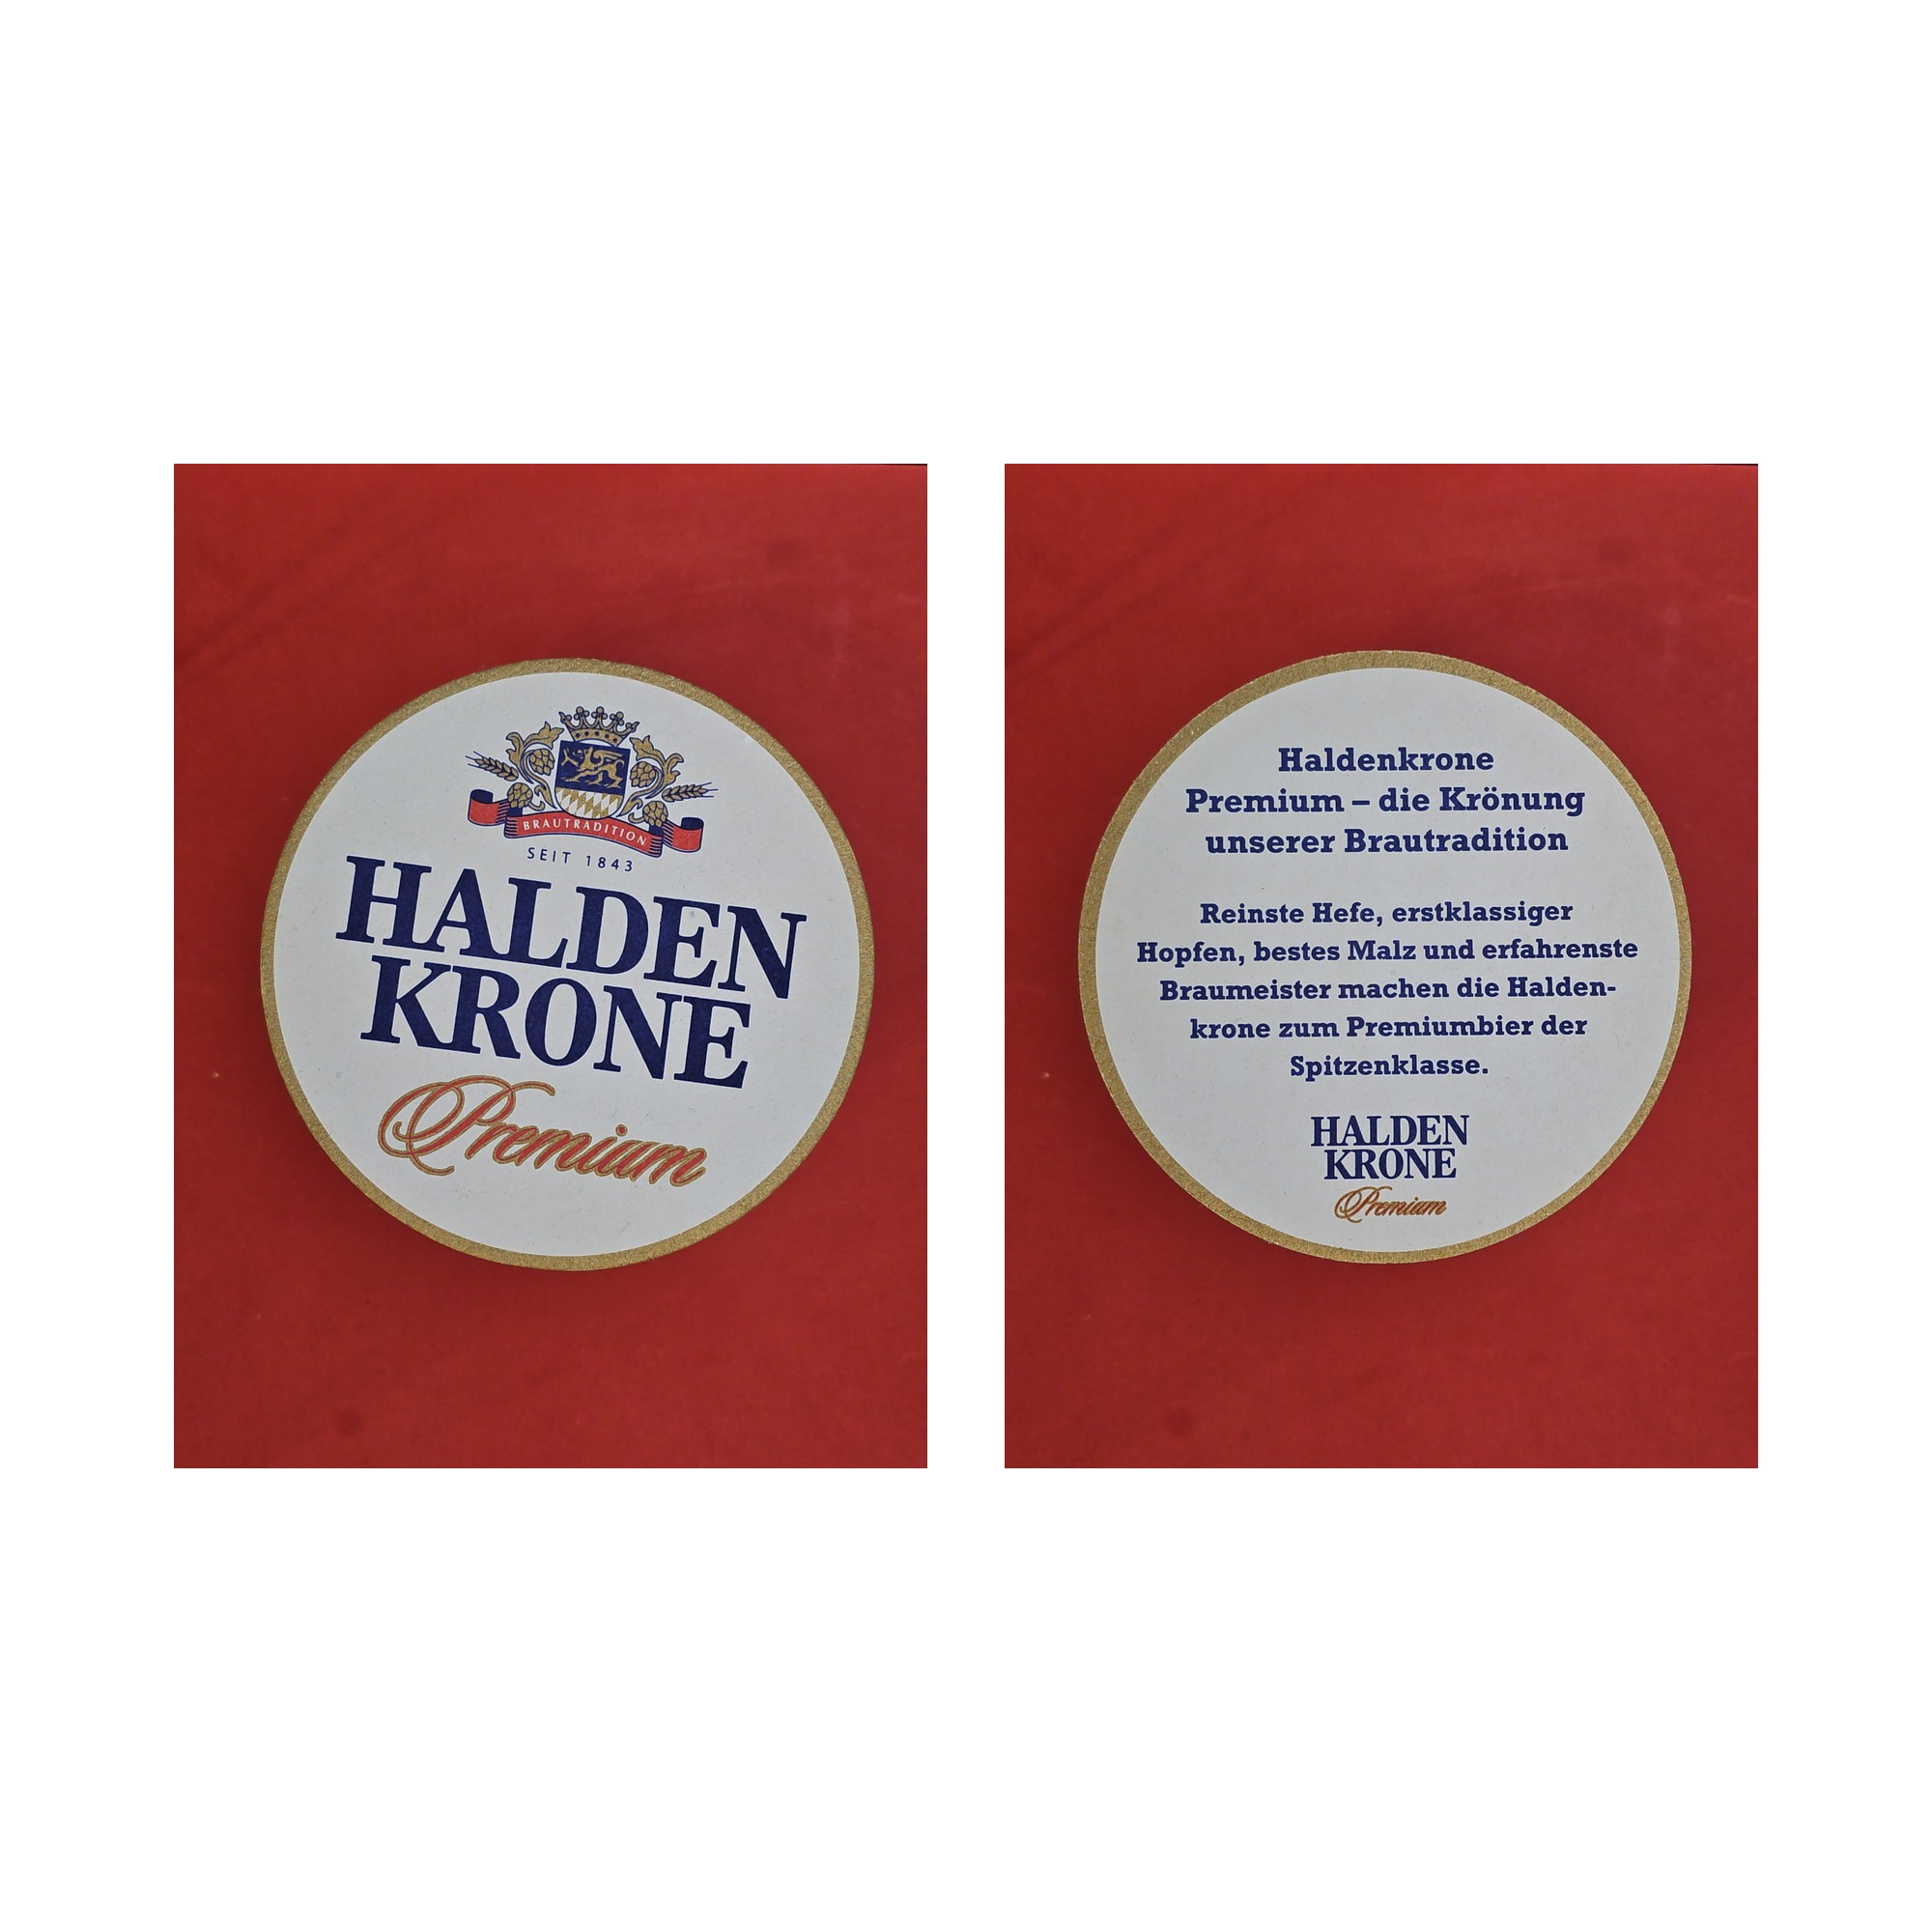 BRAUTRADITION
SEIT 1843
HALDEN
KRONE
Premium
Haldenkrone
Premium – die Krönung
unserer Brautradition
Reinste Hefe, erstklassiger
Hopfen, bestes Malz und erfahrenste
Braumeister machen die Halden-
krone zum Premiumbier der
Spitzenklasse.
HALDEN
KRONE
Premium